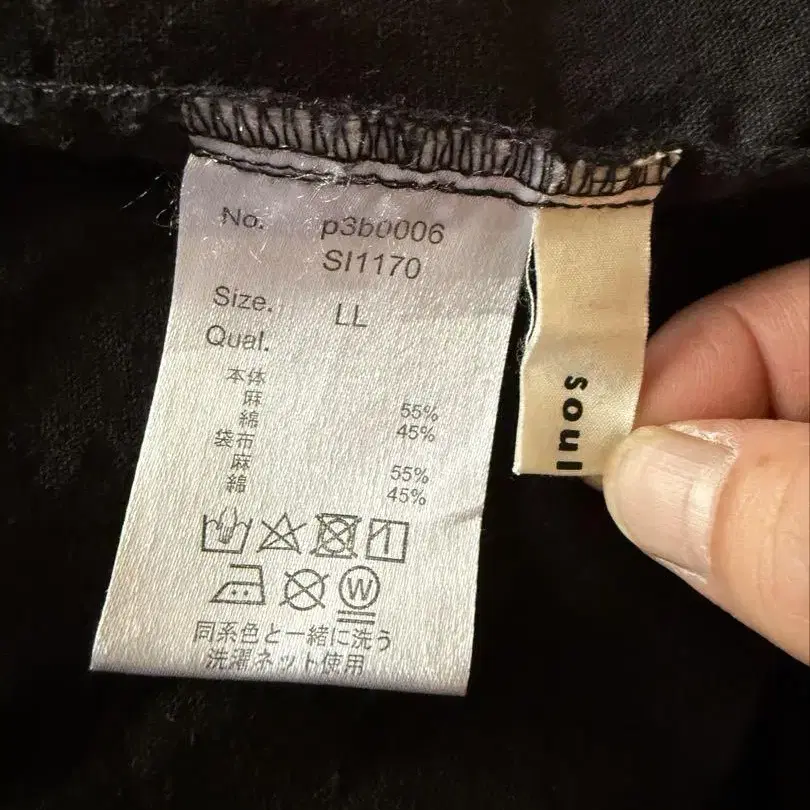 No. p3b0006
SI1170
Size. LL
Qual.
本体
麻 55%
綿 45%
袋布
麻 55%
綿 45%
W
同系色と一緒に洗う
洗濯ネット使用
soul